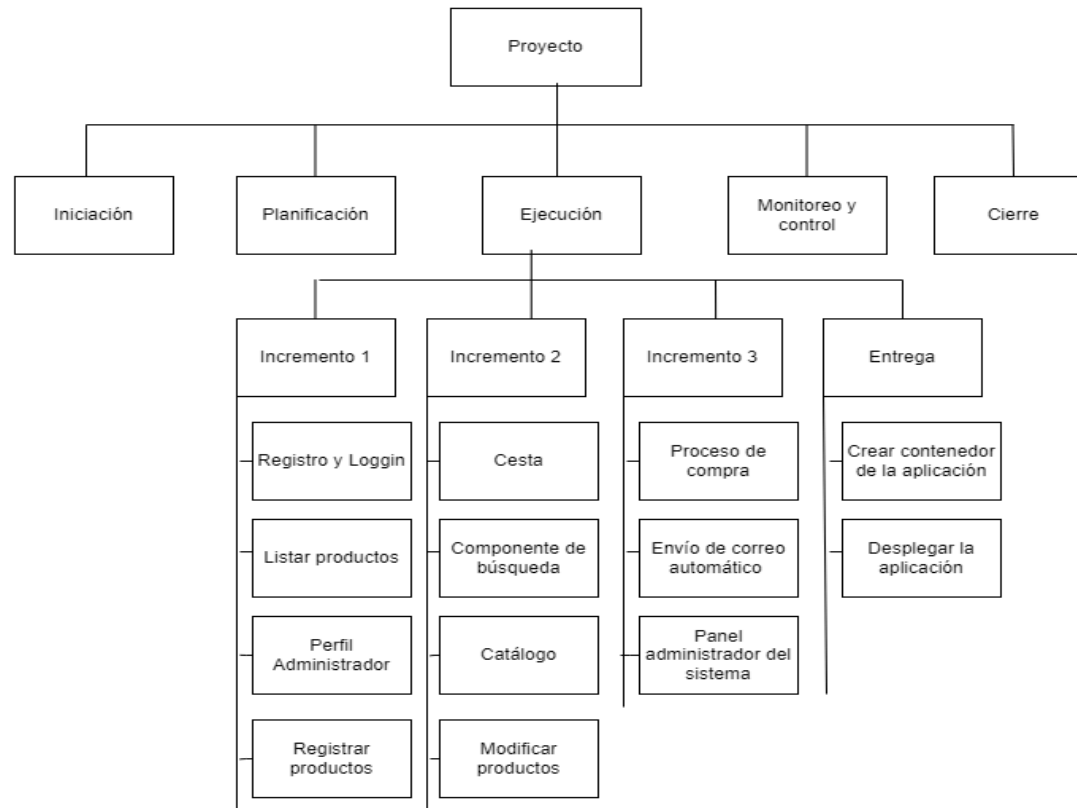 Proyecto
Iniciación
Planificación
Ejecución
Monitoreo y
control
Cierre
Incremento 1
Incremento 2
Incremento 3
Entrega
Registro y Loggin
Cesta
Proceso de
compra
Crear contenedor
de la aplicación
Listar productos
Componente de
búsqueda
Envío de correo
automático
Desplegar la
aplicación
Perfil
Administrador
Catálogo
Panel
administrador del
sistema
Registrar
productos
Modificar
productos